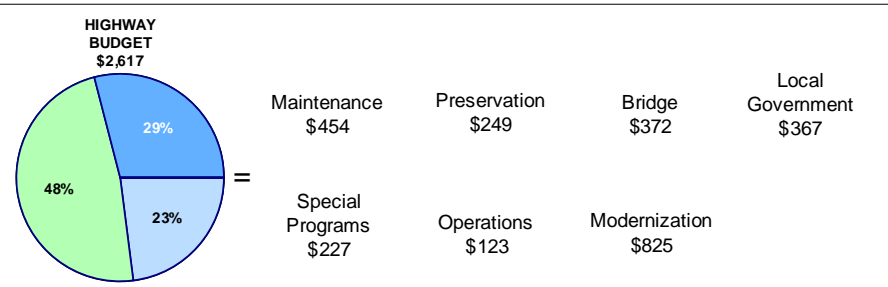 HIGHWAY
BUDGET
$2,617
29%
48%
23%
=
Maintenance
$454
Preservation
$249
Bridge
$372
Local
Government
$367
Special
Programs
$227
Operations
$123
Modernization
$825